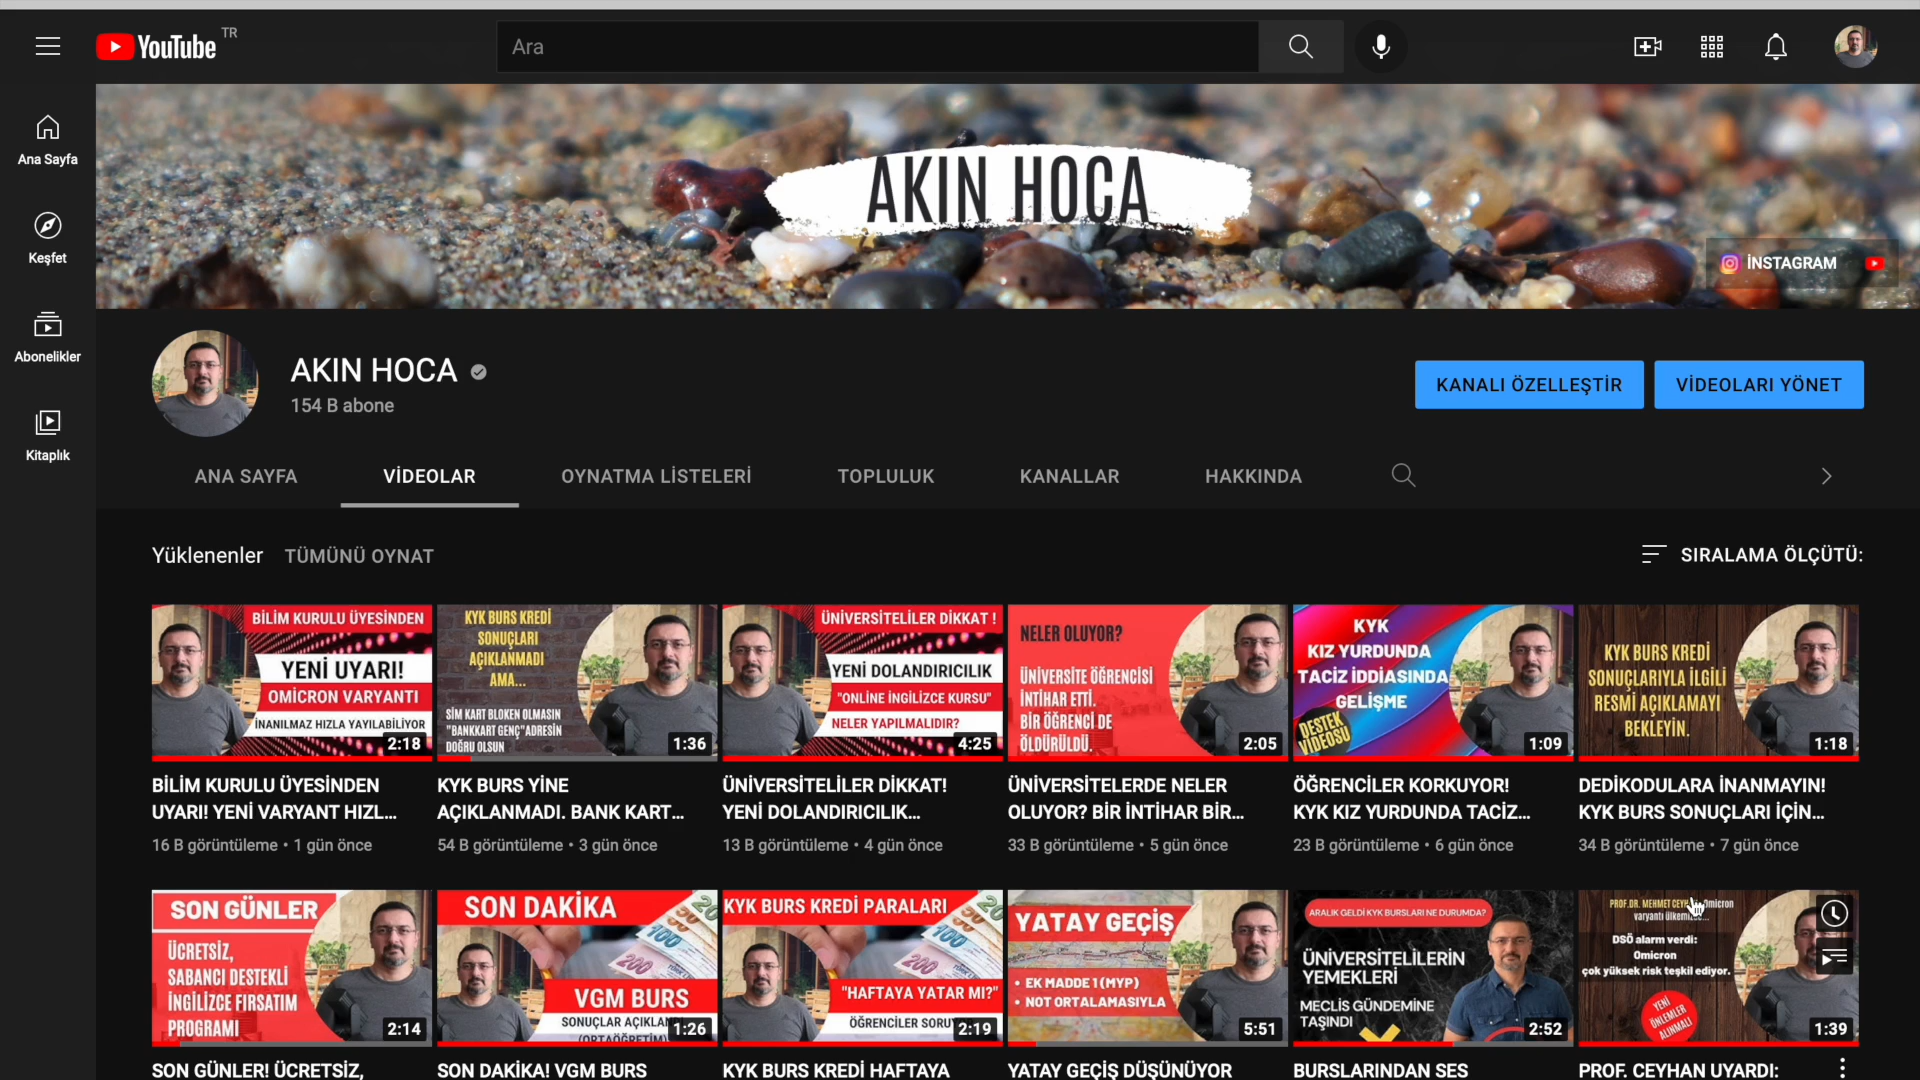 YouTube TR
Ara
Ana Sayfa
Keşfet
Abonelikler
Kitaplık
AKIN HOCA
İNSTAGRAM
AKIN HOCA
154 B abone
KANALI ÖZELLEŞTİR
VİDEOLARI YÖNET
ANA SAYFA
VİDEOLAR
OYNATMA LİSTELERİ
TOPLULUK
KANALLAR
HAKKINDA
Yüklenenler
TÜMÜNÜ OYNAT
SIRALAMA ÖLÇÜTÜ:
BİLİM KURULU ÜYESİNDEN
YENİ UYARI!
OMICRON VARYANTI
İNANILMAZ HIZLA YAYILABİLİYOR
2:18
BİLİM KURULU ÜYESİNDEN
UYARI! YENİ VARYANT HIZL...
16 B görüntüleme • 1 gün önce
KYK BURS KREDİ
SONUÇLARI
AÇIKLANMADI
AMA...
SİM KART BLOKEN OLMASIN
"BANKKART GENÇ"ADRESİN
DOĞRU OLSUN
1:36
KYK BURS YİNE
AÇIKLANMADI. BANK KART...
54 B görüntüleme • 3 gün önce
ÜNİVERSİTELİLER DİKKAT !
YENİ DOLANDIRICILIK
"ONLİNE İNGİLİZCE KURSU"
NELER YAPILMALIDIR?
4:25
ÜNİVERSİTELİLER DİKKAT!
YENİ DOLANDIRICILIK...
13 B görüntüleme • 4 gün önce
NELER OLUYOR?
ÜNİVERSİTE ÖĞRENCİSİ
İNTİHAR ETTİ.
BİR ÖĞRENCİ DE
ÖLDÜRÜLDÜ.
2:05
ÜNİVERSİTELERDE NELER
OLUYOR? BİR İNTİHAR BİR...
33 B görüntüleme • 5 gün önce
KYK
KIZ YURDUNDA
TACİZ İDDİASINDA
GELİŞME
DESTEK
VİDEOSU
1:09
ÖĞRENCİLER KORKUYOR!
KYK KIZ YURDUNDA TACİZ...
23 B görüntüleme • 6 gün önce
KYK BURS KREDİ
SONUÇLARIYLA İLGİLİ
RESMİ AÇIKLAMAYI
BEKLEYİN.
1:18
DEDİKODULARA İNANMAYIN!
KYK BURS SONUÇLARI İÇİN...
34 B görüntüleme • 7 gün önce
SON GÜNLER
ÜCRETSİZ,
SABANCI DESTEKLİ
İNGİLİZCE FIRSATIM
PROGRAMI
2:14
SON GÜNLER! ÜCRETSİZ,
SON DAKİKA
VGM BURS
SONUÇLAR AÇIKLAN
(ORTAÖĞRETİM)
1:26
SON DAKİKA! VGM BURS
KYK BURS KREDİ PARALARI
"HAFTAYA YATAR MI?"
ÖĞRENCİLER SORU
2:19
KYK BURS KREDİ HAFTAYA
YATAY GEÇİŞ
• EK MADDE 1 (MYP)
• NOT ORTALAMASIYLA
5:51
YATAY GEÇİŞ DÜŞÜNÜYOR
ARALIK GELDİ KYK BURSLARI NE DURUMDA?
ÜNİVERSİTELİLERİN
YEMEKLERİ
MECLİS GÜNDEMİNE
TAŞINDI
2:52
BURSLARINDAN SES
PROF.DR. MEHMET Omicron
varyantı
DSÖ alarm verdi:
Omicron
çok yüksek risk teşkil ediyor.
YENİ
ÖNLEMLER
ALINMALI
1:39
PROF. CEYHAN UYARDI: